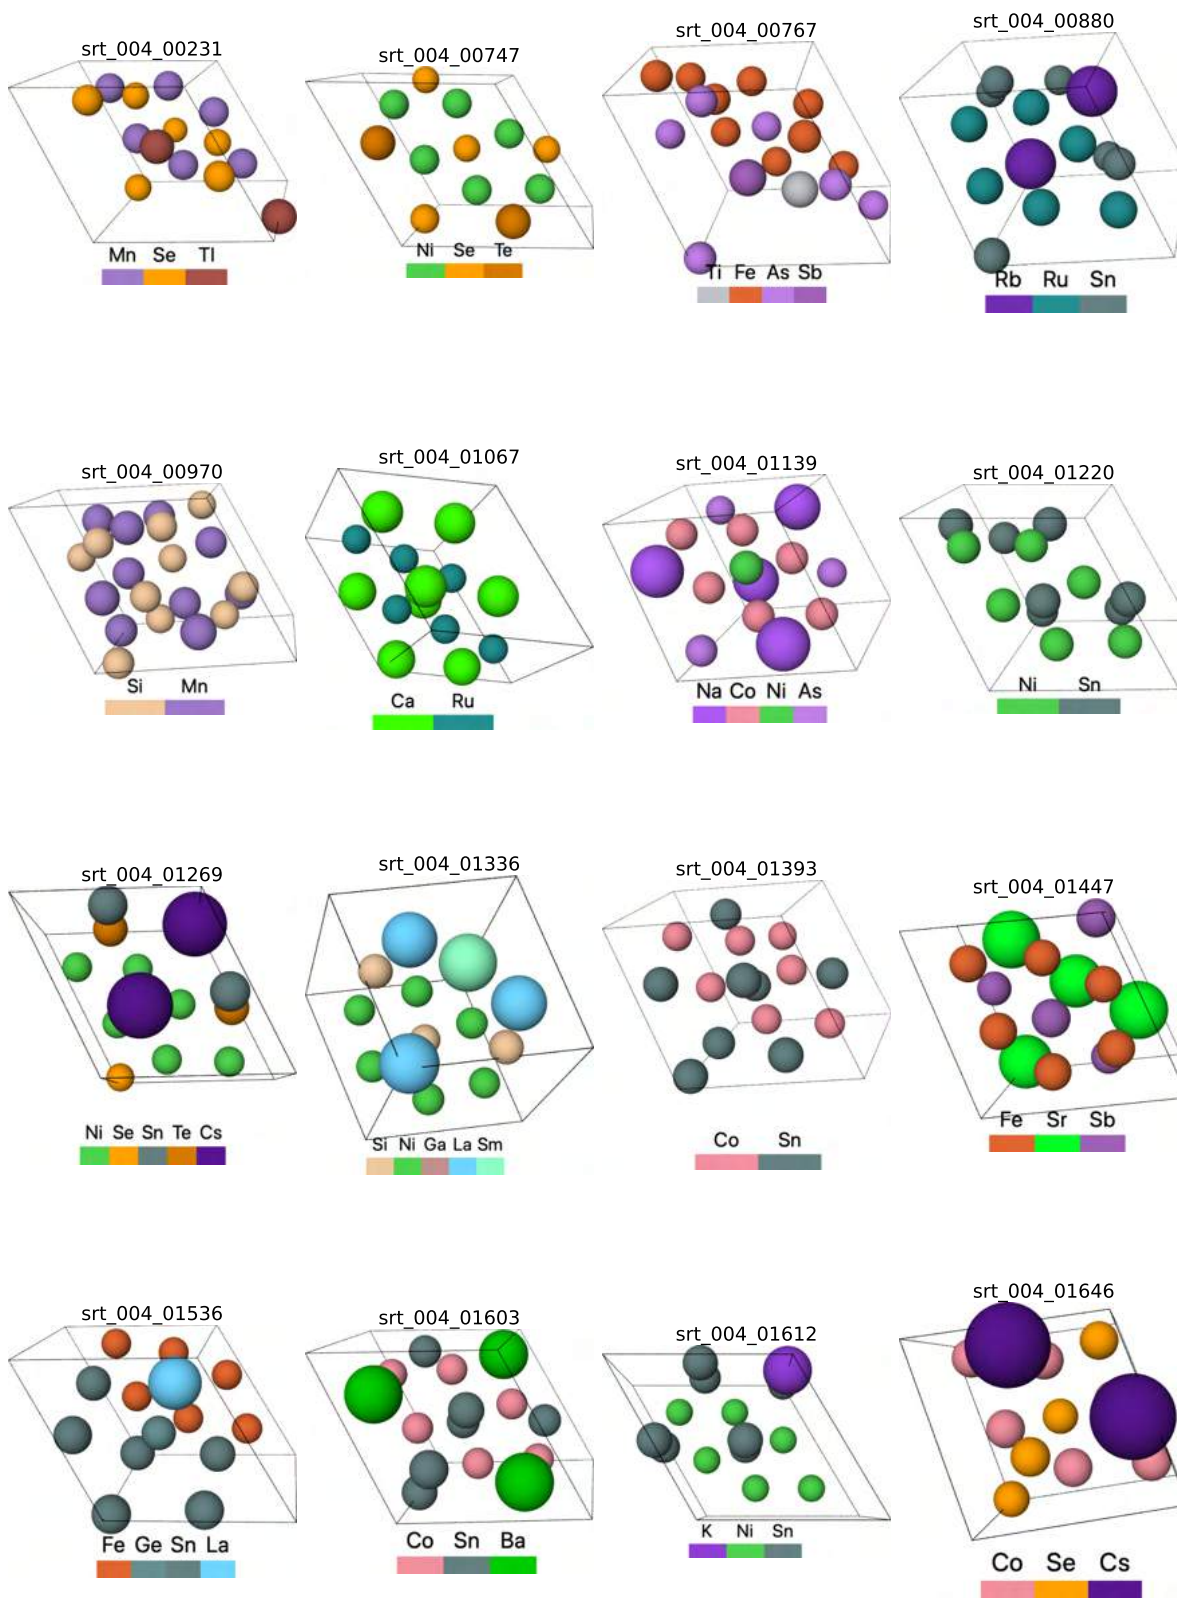 srt_004_00231
srt_004_00747
srt_004_00767
srt_004_00880
Mn Se Tl
Ni Se Te
Ti Fe As Sb
Rb Ru Sn
srt_004_00970
srt_004_01067
srt_004_01139
srt_004_01220
Si Mn
Ca Ru
Na Co Ni As
Ni Sn
srt_004_01269
srt_004_01336
srt_004_01393
srt_004_01447
Ni Se Sn Te Cs
Si Ni Ga La Sm
Co Sn
Fe Sr Sb
srt_004_01536
srt_004_01603
srt_004_01612
srt_004_01646
Fe Ge Sn La
Co Sn Ba
K Ni Sn
Co Se Cs